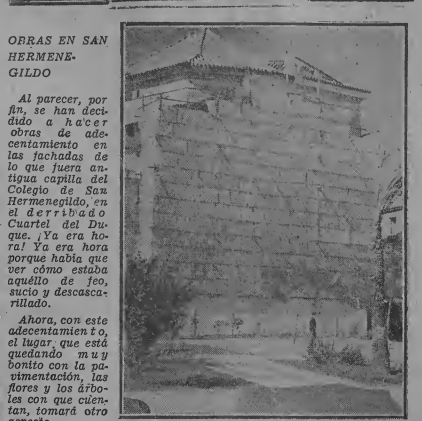 OBRAS EN SAN
HERMENE-
GILDO
Al parecer, por
fin, se han deci-
dido a hacer
obras de ade-
centamiento en
las fachadas de
lo que fuera an-
tigua capilla del
Colegio de San
Hermenegildo, en
el derribado
Cuartel del Du-
que. ¡Ya era ho-
ra! Ya era hora
porque había que
ver cómo estaba
aquéllo de feo,
sucio y descasca-
rillado.
Ahora, con este
adecentamiento,
el lugar, que está
quedando muy
bonito con la pa-
vimentación, las
flores y los árbo-
les con que cuen-
tan, tomará otro